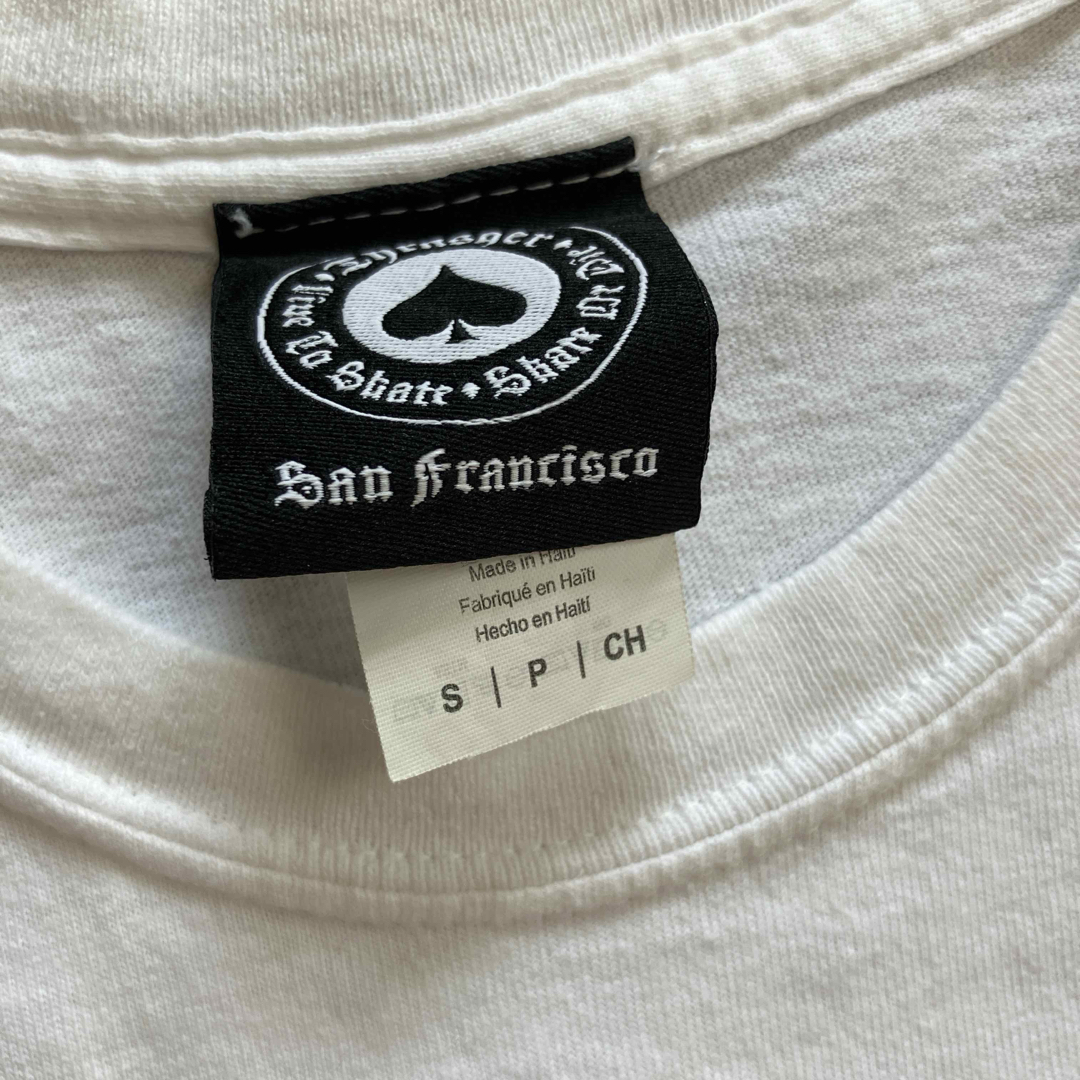 Thrasher
Live To Skate
Skate Or Die
San Francisco
Made in Haiti
Fabriqué en Haïti
Hecho en Haití
S | P | CH